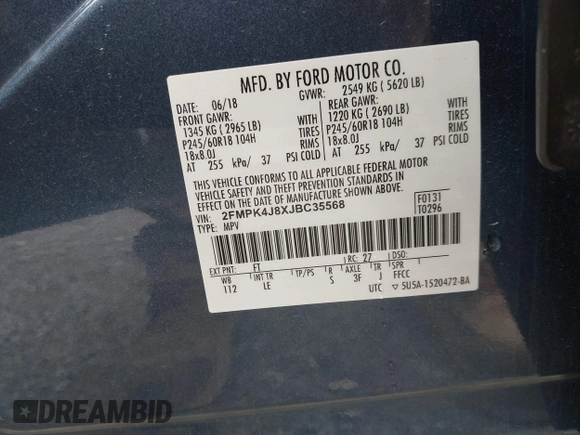 MFD. BY FORD MOTOR CO.
DATE: 06/18 GVWR: 2549 KG ( 5620 LB)
FRONT GAWR: REAR GAWR:
1345 KG ( 2965 LB) WITH 1220 KG ( 2690 LB) WITH
P245/60R18 104H TIRES P245/60R18 104H TIRES
18x8.0J RIMS 18x8.0J RIMS
AT 255 kPa/ 37 PSI COLD AT 255 kPa/ 37 PSI COLD
THIS VEHICLE CONFORMS TO ALL APPLICABLE FEDERAL MOTOR
VEHICLE SAFETY AND THEFT PREVENTION STANDARDS IN
EFFECT ON THE DATE OF MANUFACTURE SHOWN ABOVE.
VIN: 2FMPK4J8XJBC35568 F0131
TYPE: MPV T0296
EXT PNT: FT RC: 27 DSO:
WB INT TR TP/PS R AXLE TR SPR
112 LE S 3F J FFCC
UTC ▽ 5U5A-1520472-BA
DREAMBID